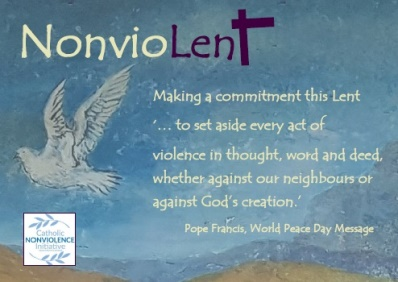 NonvioLent
Making a commitment this Lent
'... to set aside every act of
violence in thought, word and deed,
whether against our neighbours or
against God's creation.'
Pope Francis, World Peace Day Message
Catholic
NONVIOLENCE
Initiative